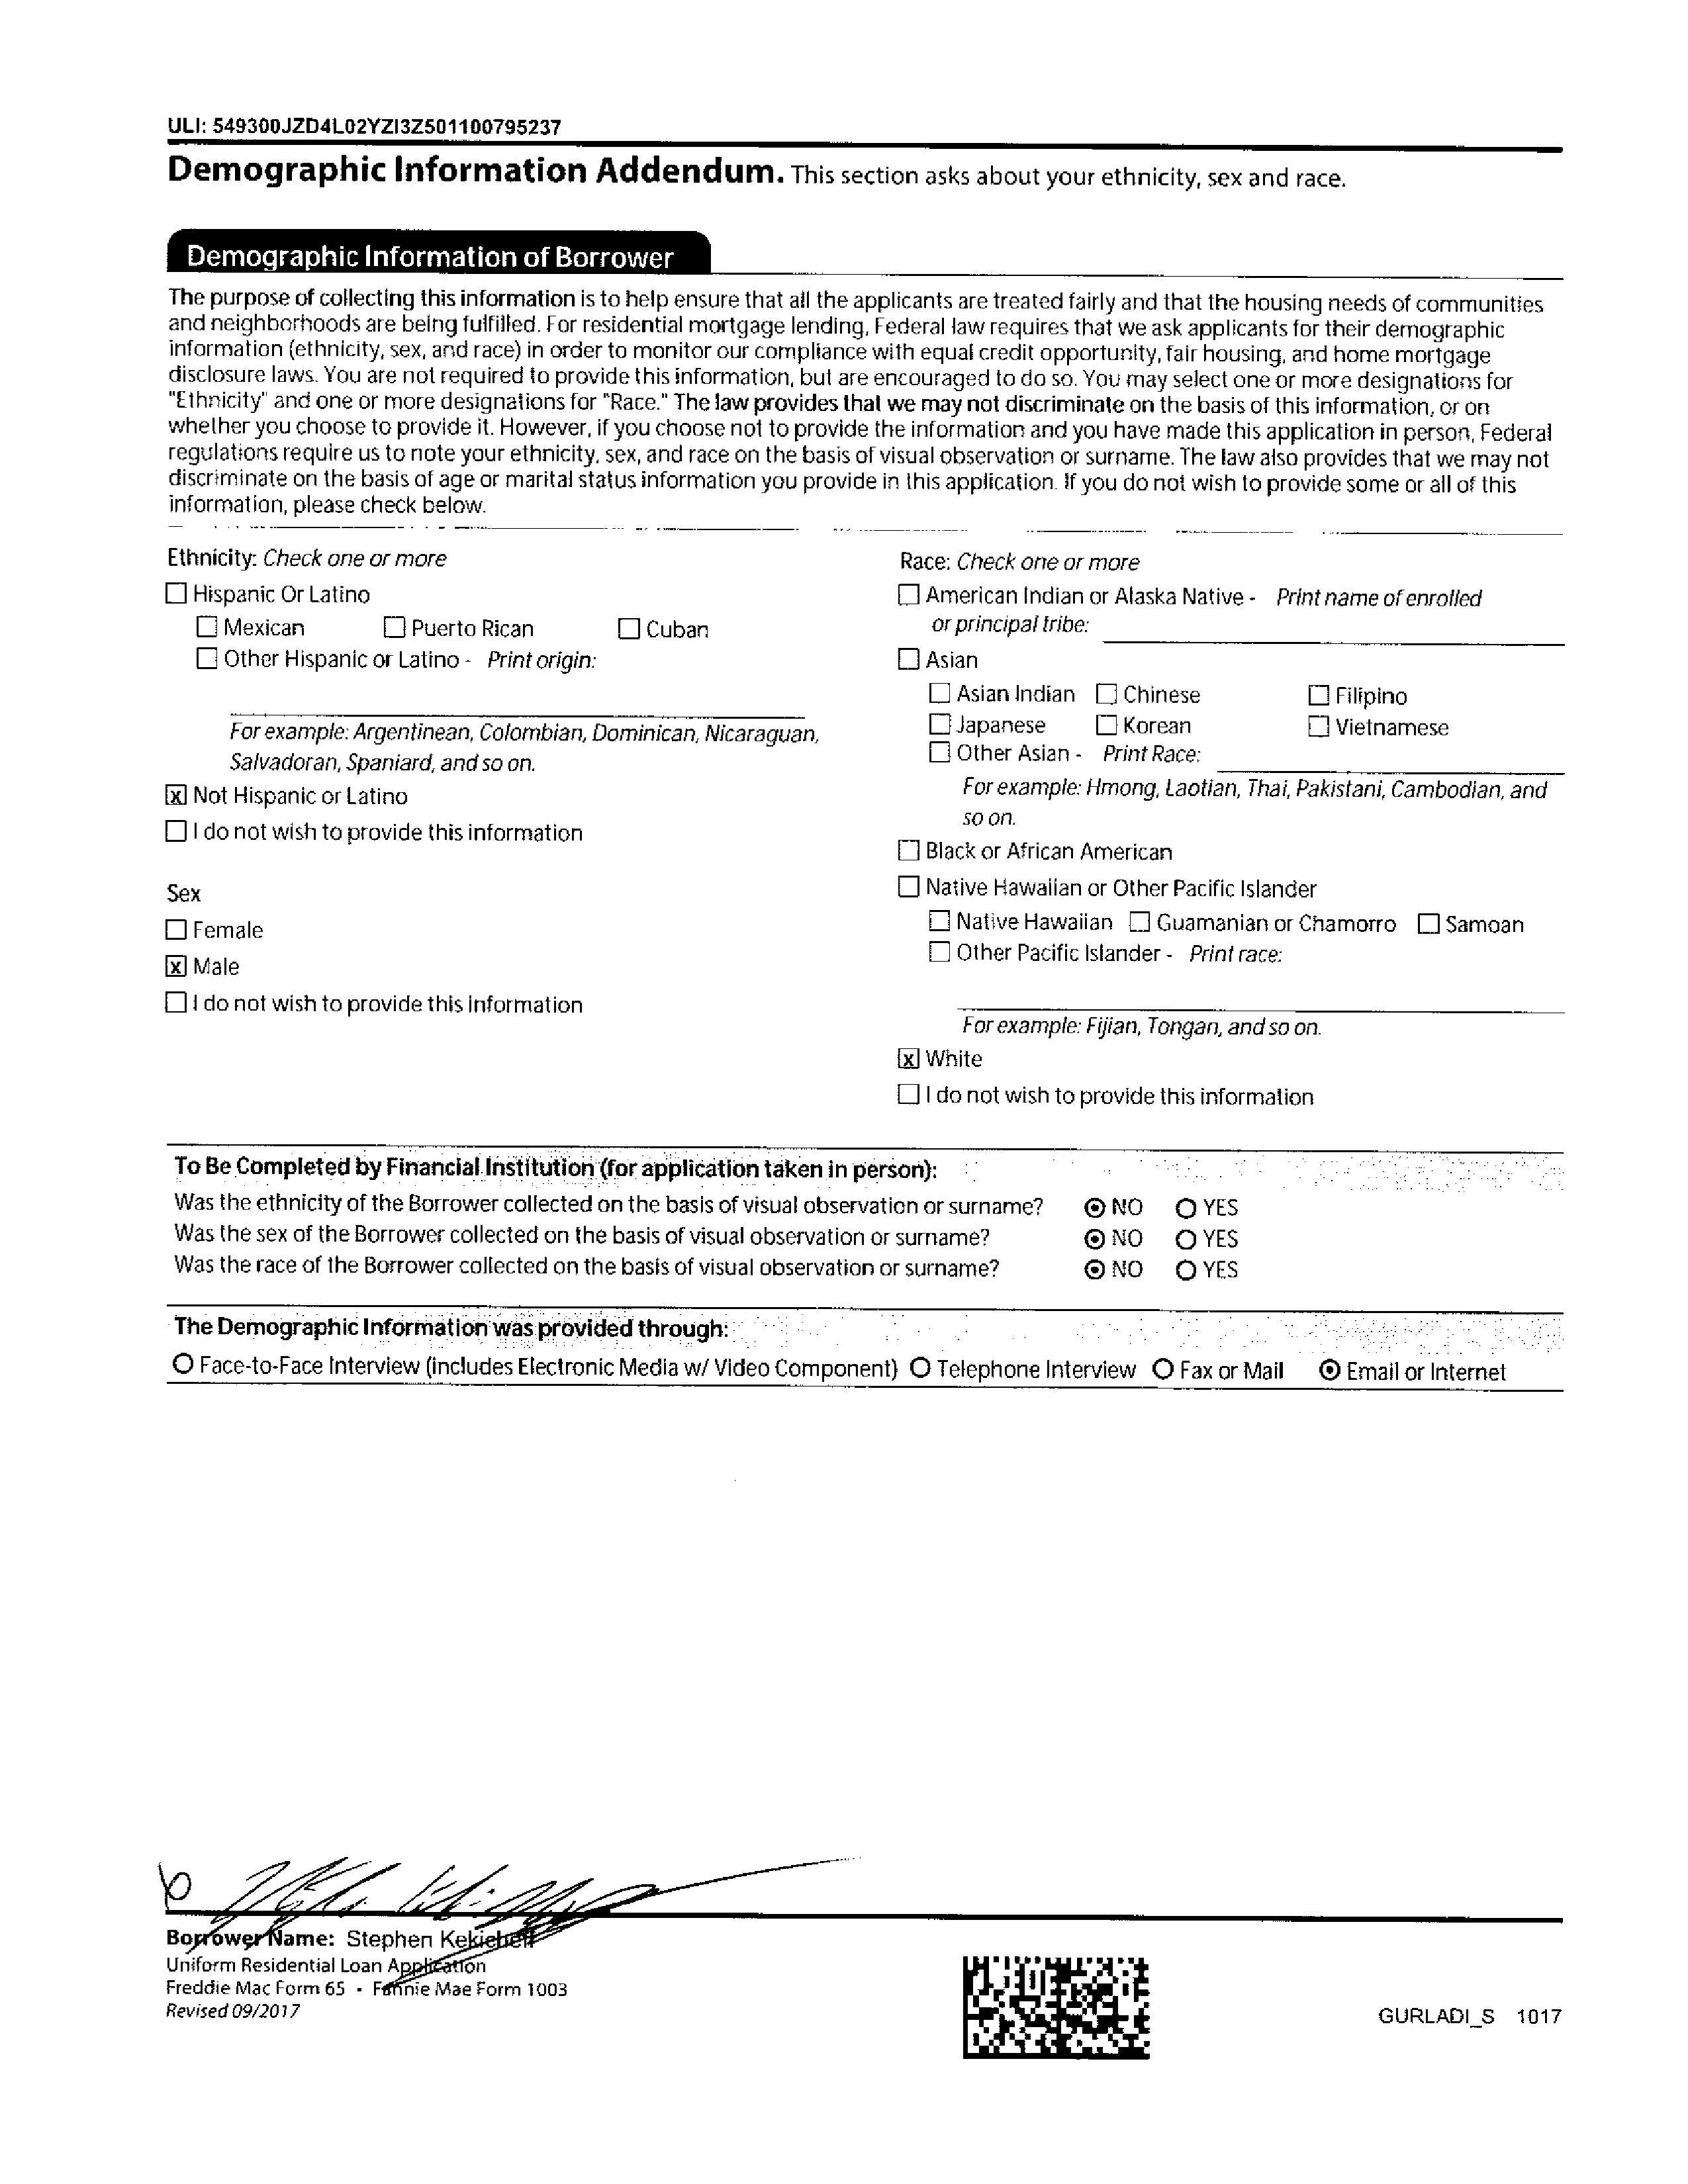 ULI: 549300JZD4L02YZI3Z501100795237
Demographic Information Addendum. This section asks about your ethnicity, sex and race.
Demographic Information of Borrower
The purpose of collecting this information is to help ensure that all the applicants are treated fairly and that the housing needs of communities
and neighborhoods are being fulfilled. For residential mortgage lending, Federal law requires that we ask applicants for their demographic
information (ethnicity, sex, and race) in order to monitor our compliance with equal credit opportunity, fair housing, and home mortgage
disclosure laws. You are not required to provide this information, but are encouraged to do so. You may select one or more designations for
"Ethnicity" and one or more designations for "Race." The law provides that we may not discriminate on the basis of this information, or on
whether you choose to provide it. However, if you choose not to provide the information and you have made this application in person, Federal
regulations require us to note your ethnicity, sex, and race on the basis of visual observation or surname. The law also provides that we may not
discriminate on the basis of age or marital status information you provide in this application. If you do not wish to provide some or all of this
information, please check below.
Ethnicity: Check one or more
☐ Hispanic Or Latino
☐ Mexican ☐ Puerto Rican ☐ Cuban
☐ Other Hispanic or Latino - Print origin:
For example: Argentinean, Colombian, Dominican, Nicaraguan,
Salvadoran, Spaniard, and so on.
☒ Not Hispanic or Latino
☐ I do not wish to provide this information
Sex
☐ Female
☒ Male
☐ I do not wish to provide this information
Race: Check one or more
☐ American Indian or Alaska Native - Print name of enrolled
or principal tribe:
☐ Asian
☐ Asian Indian ☐ Chinese ☐ Filipino
☐ Japanese ☐ Korean ☐ Vietnamese
☐ Other Asian - Print Race:
For example: Hmong, Laotian, Thai, Pakistani, Cambodian, and
so on.
☐ Black or African American
☐ Native Hawaiian or Other Pacific Islander
☐ Native Hawaiian ☐ Guamanian or Chamorro ☐ Samoan
☐ Other Pacific Islander - Print race:
For example: Fijian, Tongan, and so on.
☒ White
☐ I do not wish to provide this information
To Be Completed by Financial Institution (for application taken in person):
Was the ethnicity of the Borrower collected on the basis of visual observation or surname? ◉ NO ○ YES
Was the sex of the Borrower collected on the basis of visual observation or surname? ◉ NO ○ YES
Was the race of the Borrower collected on the basis of visual observation or surname? ◉ NO ○ YES
The Demographic Information was provided through:
○ Face-to-Face Interview (includes Electronic Media w/ Video Component) ○ Telephone Interview ○ Fax or Mail ◉ Email or Internet
Borrower Name: Stephen Kekicheff
Uniform Residential Loan Application
Freddie Mac Form 65 • Fannie Mae Form 1003
Revised 09/2017
GURLADI_S 1017